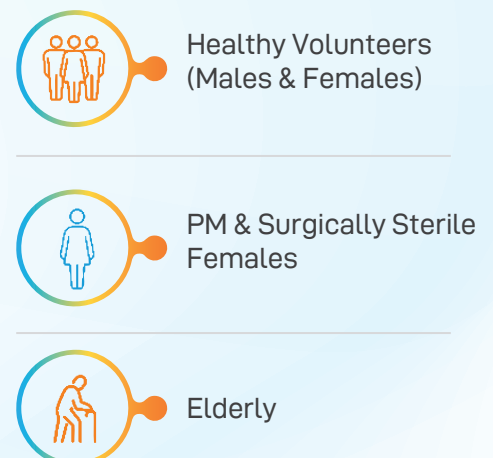 Healthy Volunteers
(Males & Females)
PM & Surgically Sterile
Females
Elderly